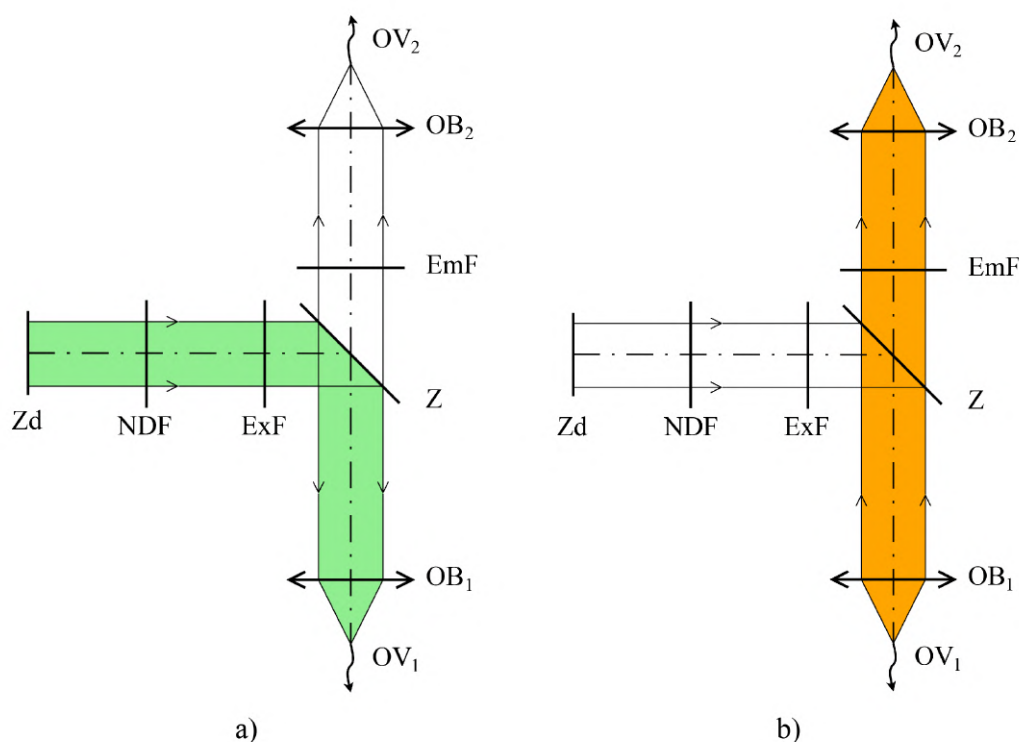 OV₂
OB₂
EmF
Z
Zd
NDF
ExF
OB₁
OV₁
a)
OV₂
OB₂
EmF
Z
Zd
NDF
ExF
OB₁
OV₁
b)